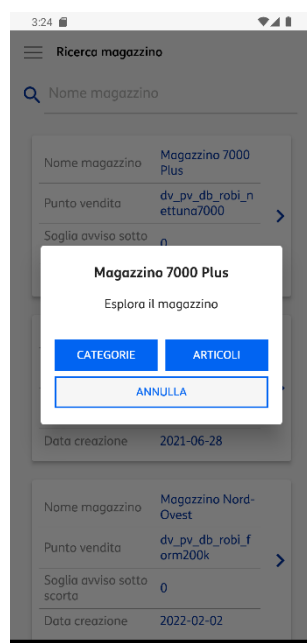 3:24
Ricerca magazzino
Nome magazzino
Nome magazzino Magazzino 7000
Plus
Punto vendita dv_pv_db_robi_n
ettuna7000
Soglia avviso sotto
0
Magazzino 7000 Plus
Esplora il magazzino
CATEGORIE ARTICOLI
ANNULLA
Data creazione 2021-06-28
Nome magazzino Magazzino Nord-
Ovest
Punto vendita dv_pv_db_robi_f
orm200k
Soglia avviso sotto
scorta 0
Data creazione 2022-02-02